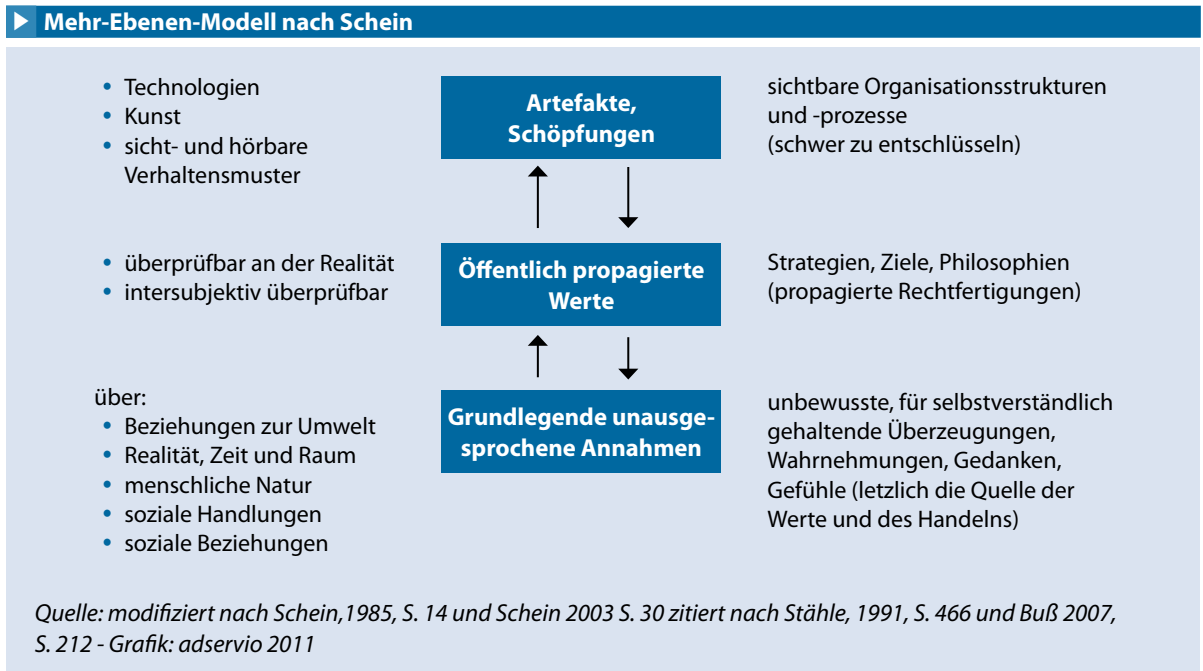 Mehr-Ebenen-Modell nach Schein
• Technologien
• Kunst
• sicht- und hörbare
Verhaltensmuster
Artefakte,
Schöpfungen
sichtbare Organisationsstrukturen
und -prozesse
(schwer zu entschlüsseln)
• überprüfbar an der Realität
• intersubjektiv überprüfbar
Öffentlich propagierte
Werte
Strategien, Ziele, Philosophien
(propagierte Rechtfertigungen)
über:
• Beziehungen zur Umwelt
• Realität, Zeit und Raum
• menschliche Natur
• soziale Handlungen
• soziale Beziehungen
Grundlegende unausge-
sprochene Annahmen
unbewusste, für selbstverständlich
gehaltende Überzeugungen,
Wahrnehmungen, Gedanken,
Gefühle (letzlich die Quelle der
Werte und des Handelns)
Quelle: modifiziert nach Schein,1985, S. 14 und Schein 2003 S. 30 zitiert nach Stähle, 1991, S. 466 und Buß 2007,
S. 212 - Grafik: adservio 2011